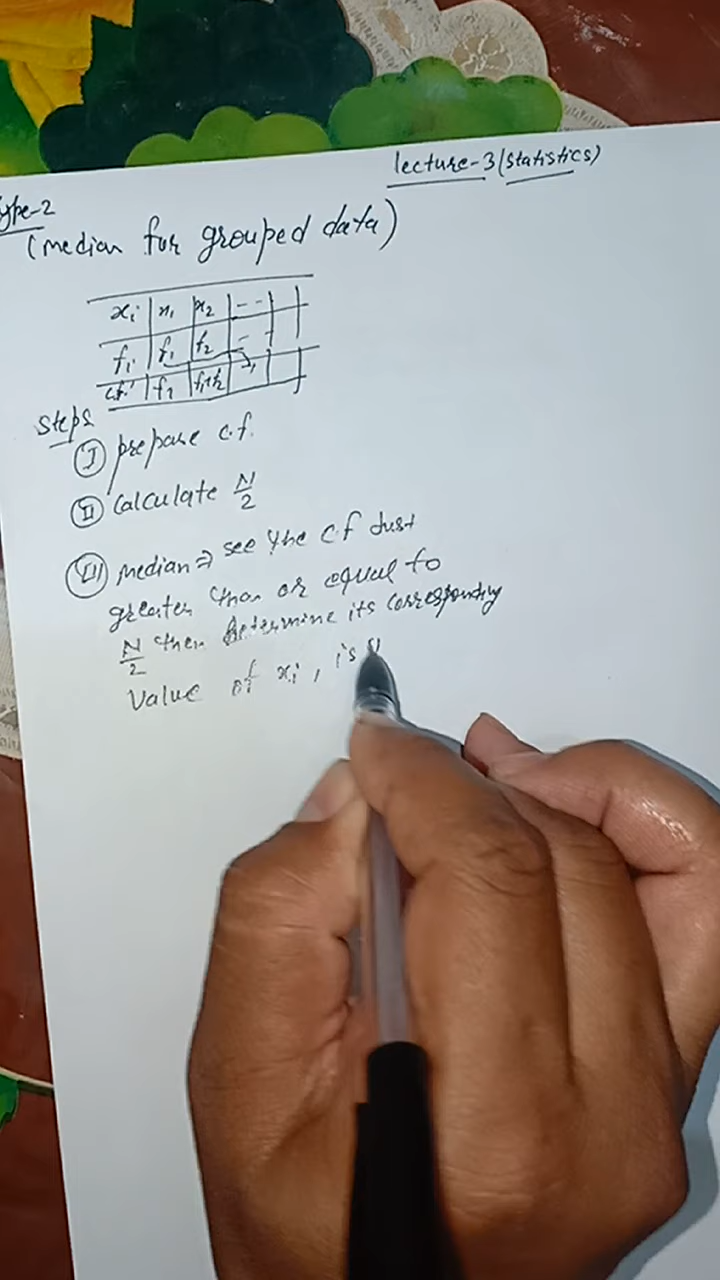 lecture-3(statistics)
ype-2
(median for grouped data)
xi | x1 | x2 | -- | |
fi | f1 | f2 | - - |
cf | f1 | f1+f2 | | |
Steps
(I) prepare c.f.
(II) Calculate N/2
(III) median ⇒ see the c.f Just
greater than or equal to
N/2 then determine its corresponding
Value of xi, is